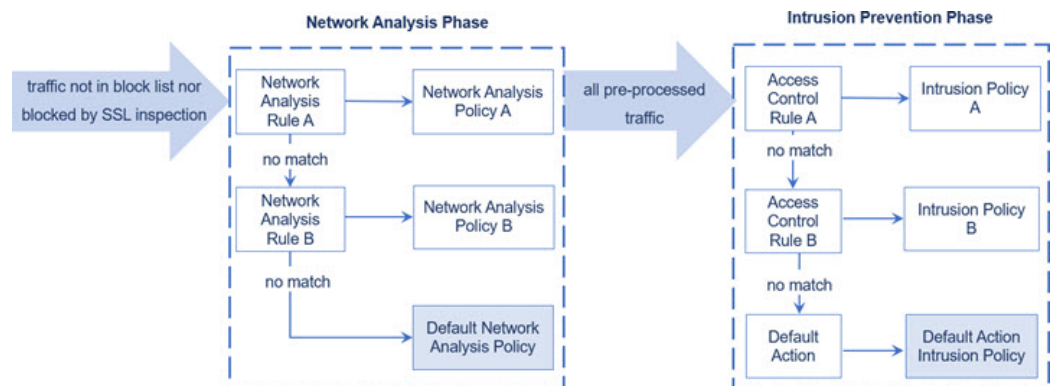 Network Analysis Phase
Intrusion Prevention Phase
traffic not in block list nor
blocked by SSL inspection
Network
Analysis
Rule A
Network Analysis
Policy A
no match
Network
Analysis
Rule B
Network Analysis
Policy B
no match
Default Network
Analysis Policy
all pre-processed
traffic
Access
Control
Rule A
Intrusion Policy
A
no match
Access
Control
Rule B
Intrusion Policy
B
no match
Default
Action
Default Action
Intrusion Policy